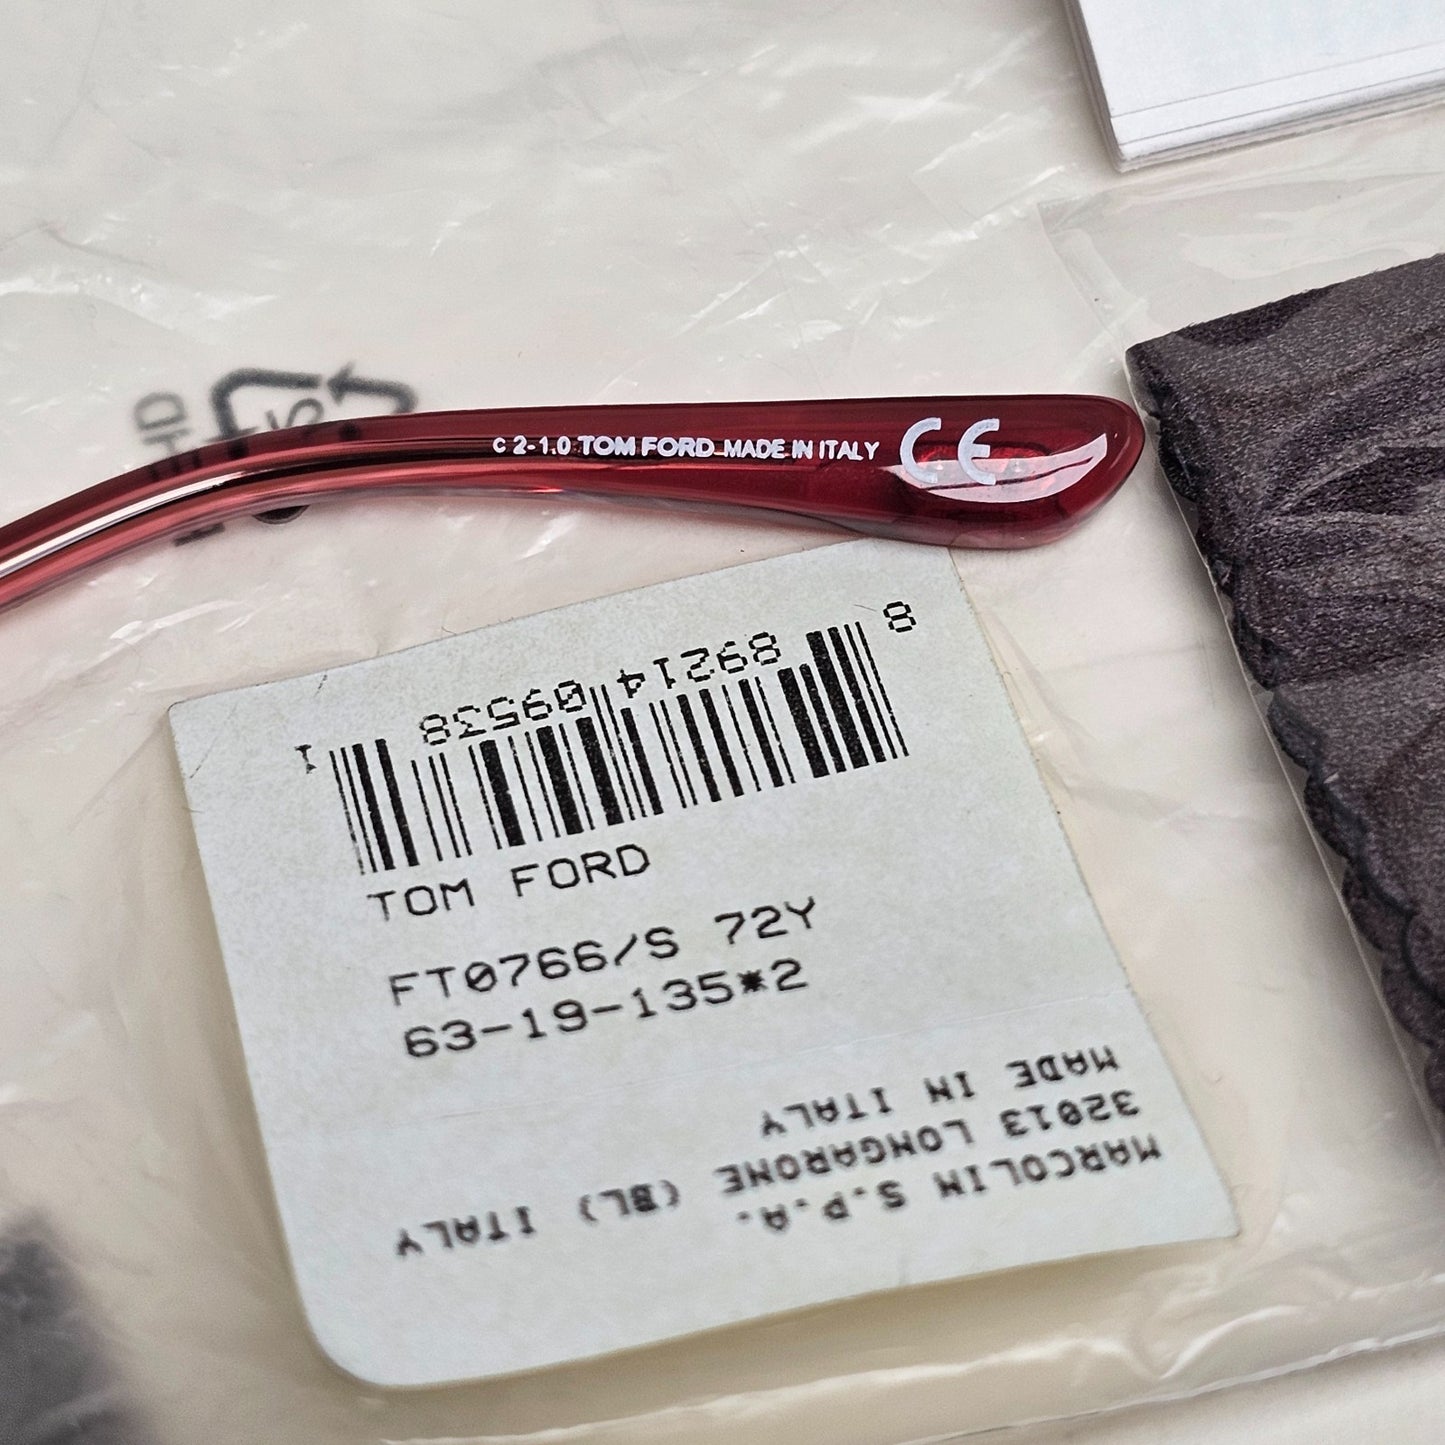 c 2-1.0 TOM FORD MADE IN ITALY CE
8 89214 09538 1
TOM FORD
FT0766/S 72Y
63-19-135*2
MARCOLIN S.P.A.
32013 LONGARONE (BL) ITALY
MADE IN ITALY